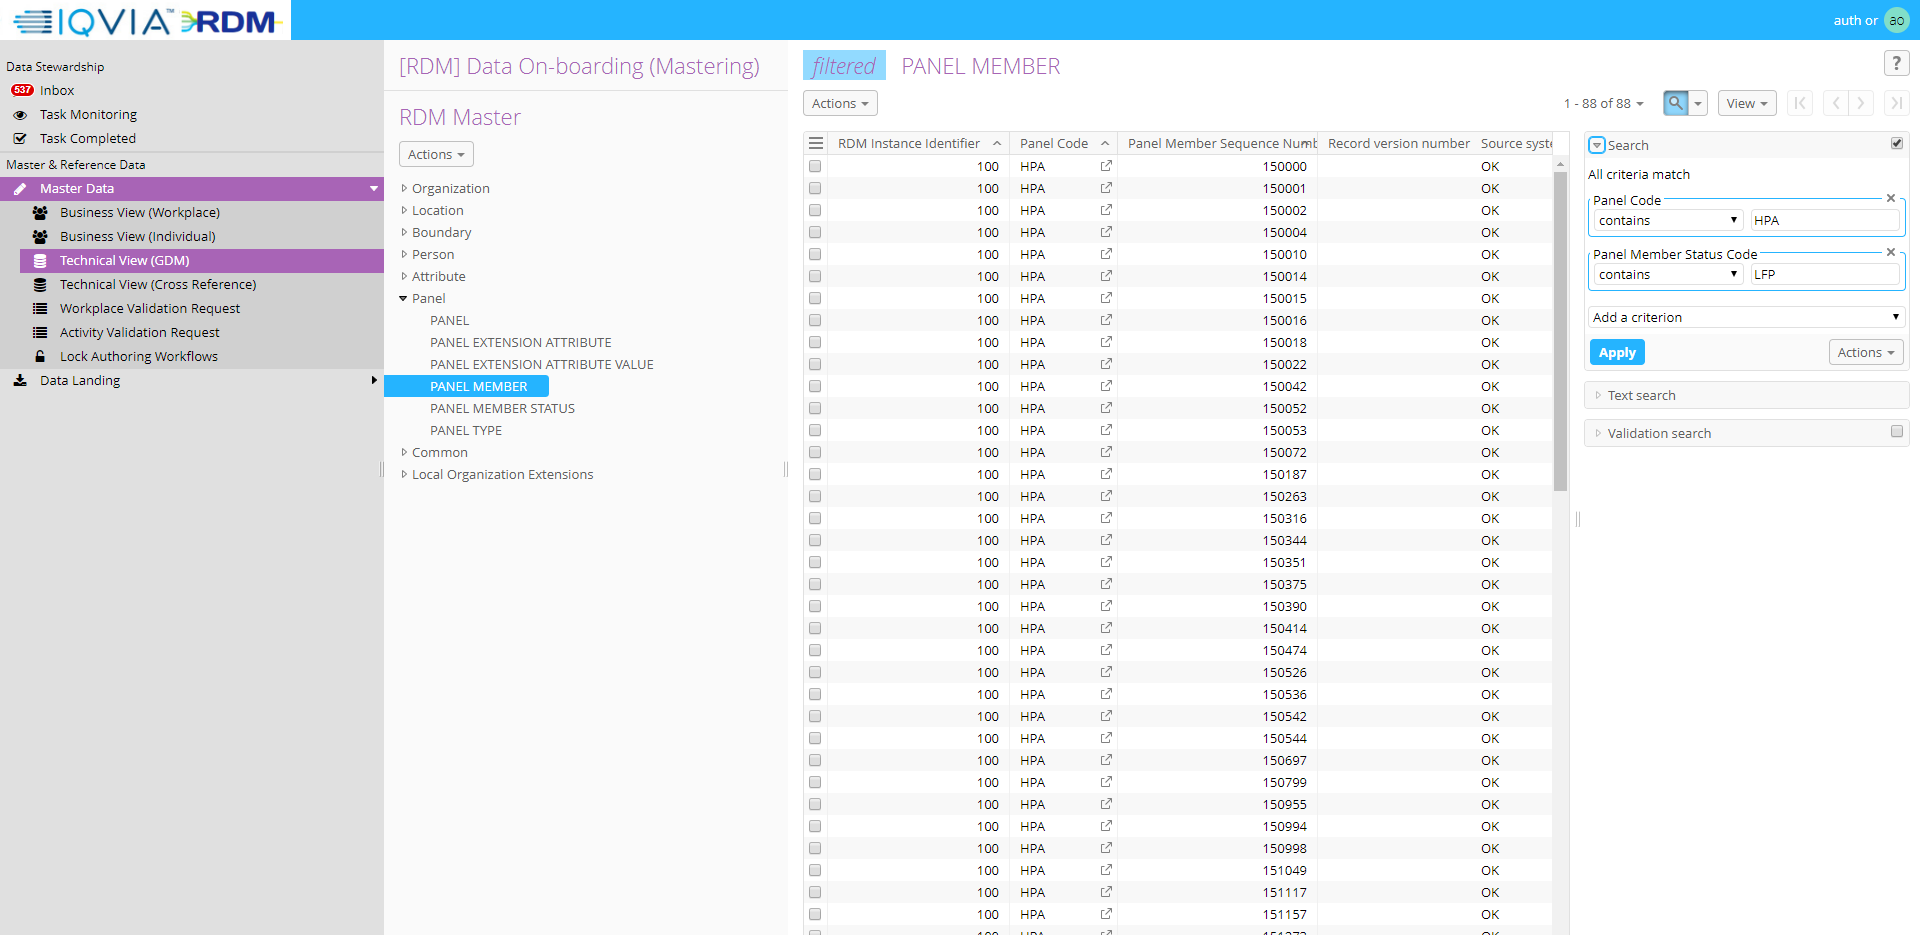 IQVIA™ RDM
auth or ao
Data Stewardship
537 Inbox
Task Monitoring
Task Completed
Master & Reference Data
Master Data
Business View (Workplace)
Business View (Individual)
Technical View (GDM)
Technical View (Cross Reference)
Workplace Validation Request
Activity Validation Request
Lock Authoring Workflows
Data Landing
[RDM] Data On-boarding (Mastering)
RDM Master
Actions
Organization
Location
Boundary
Person
Attribute
Panel
PANEL
PANEL EXTENSION ATTRIBUTE
PANEL EXTENSION ATTRIBUTE VALUE
PANEL MEMBER
PANEL MEMBER STATUS
PANEL TYPE
Common
Local Organization Extensions
filtered PANEL MEMBER
?
Actions 1 - 88 of 88 View
RDM Instance Identifier Panel Code Panel Member Sequence Numb Record version number Source syste
100 HPA 150000 OK
100 HPA 150001 OK
100 HPA 150002 OK
100 HPA 150004 OK
100 HPA 150010 OK
100 HPA 150014 OK
100 HPA 150015 OK
100 HPA 150016 OK
100 HPA 150018 OK
100 HPA 150022 OK
100 HPA 150042 OK
100 HPA 150052 OK
100 HPA 150053 OK
100 HPA 150072 OK
100 HPA 150187 OK
100 HPA 150263 OK
100 HPA 150316 OK
100 HPA 150344 OK
100 HPA 150351 OK
100 HPA 150375 OK
100 HPA 150390 OK
100 HPA 150414 OK
100 HPA 150474 OK
100 HPA 150526 OK
100 HPA 150536 OK
100 HPA 150542 OK
100 HPA 150544 OK
100 HPA 150697 OK
100 HPA 150799 OK
100 HPA 150955 OK
100 HPA 150994 OK
100 HPA 150998 OK
100 HPA 151049 OK
100 HPA 151117 OK
100 HPA 151157 OK
Search
All criteria match
Panel Code
contains HPA
Panel Member Status Code
contains LFP
Add a criterion
Apply Actions
Text search
Validation search